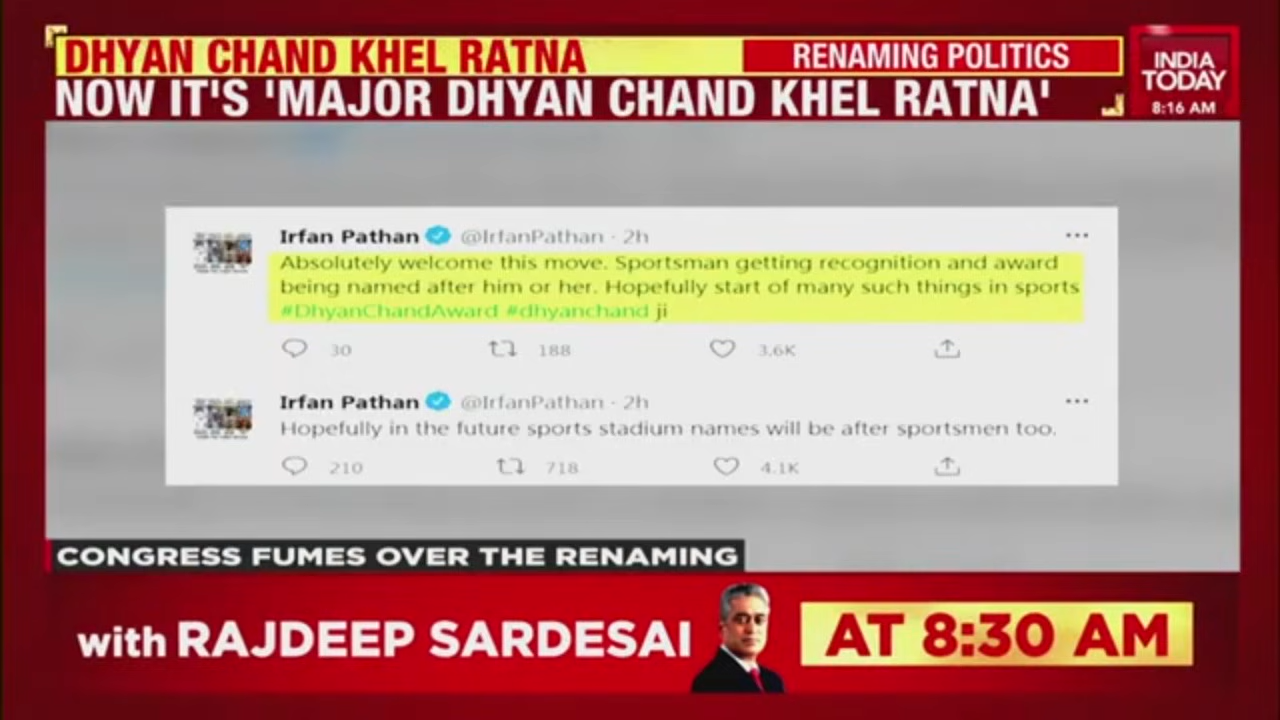 DHYAN CHAND KHEL RATNA
RENAMING POLITICS
NOW IT'S 'MAJOR DHYAN CHAND KHEL RATNA'
INDIA
TODAY
8:16 AM
Irfan Pathan @IrfanPathan · 2h
Absolutely welcome this move. Sportsman getting recognition and award
being named after him or her. Hopefully start of many such things in sports
#DhyanChandAward #dhyanchand ji
30 188 3.6K
Irfan Pathan @IrfanPathan · 2h
Hopefully in the future sports stadium names will be after sportsmen too.
210 718 4.1K
CONGRESS FUMES OVER THE RENAMING
with RAJDEEP SARDESAI
AT 8:30 AM